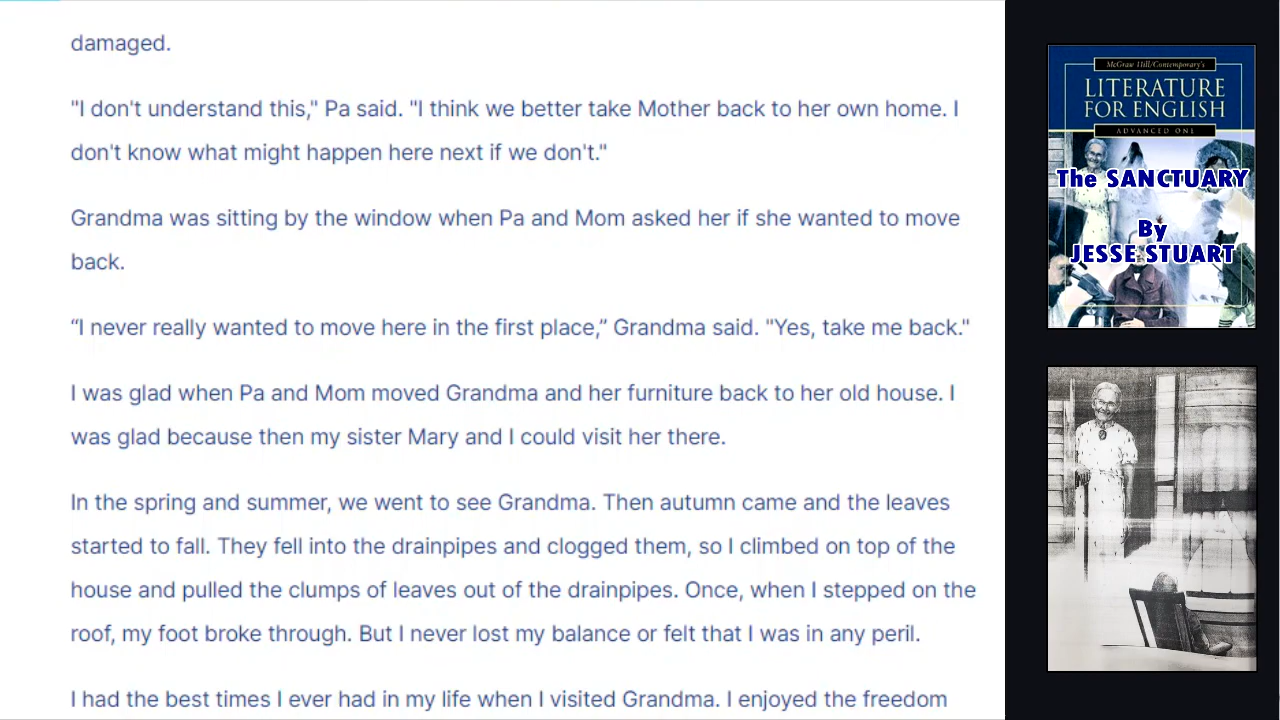 damaged.
"I don't understand this," Pa said. "I think we better take Mother back to her own home. I
don't know what might happen here next if we don't."
Grandma was sitting by the window when Pa and Mom asked her if she wanted to move
back.
“I never really wanted to move here in the first place,” Grandma said. "Yes, take me back."
I was glad when Pa and Mom moved Grandma and her furniture back to her old house. I
was glad because then my sister Mary and I could visit her there.
In the spring and summer, we went to see Grandma. Then autumn came and the leaves
started to fall. They fell into the drainpipes and clogged them, so I climbed on top of the
house and pulled the clumps of leaves out of the drainpipes. Once, when I stepped on the
roof, my foot broke through. But I never lost my balance or felt that I was in any peril.
I had the best times I ever had in my life when I visited Grandma. I enjoyed the freedom
McGraw Hill/Contemporary's
LITERATURE
FOR ENGLISH
ADVANCED ONE
The SANCTUARY
By
JESSE STUART